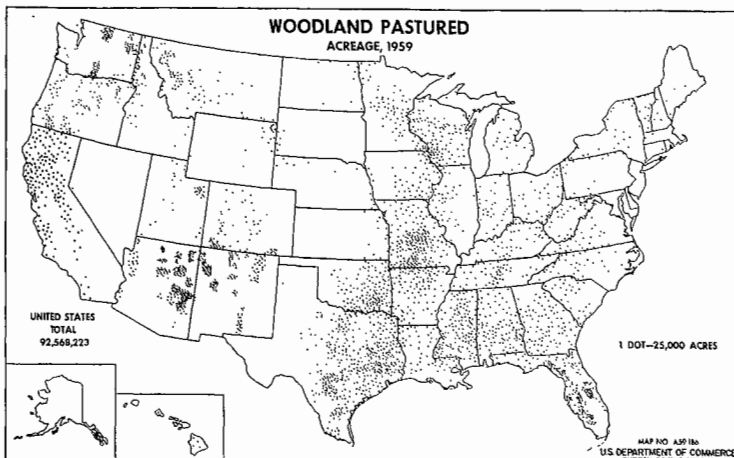 WOODLAND PASTURED
ACREAGE, 1959
UNITED STATES
TOTAL
92,568,223
1 DOT—25,000 ACRES
MAP NO. A59 186
U.S. DEPARTMENT OF COMMERCE